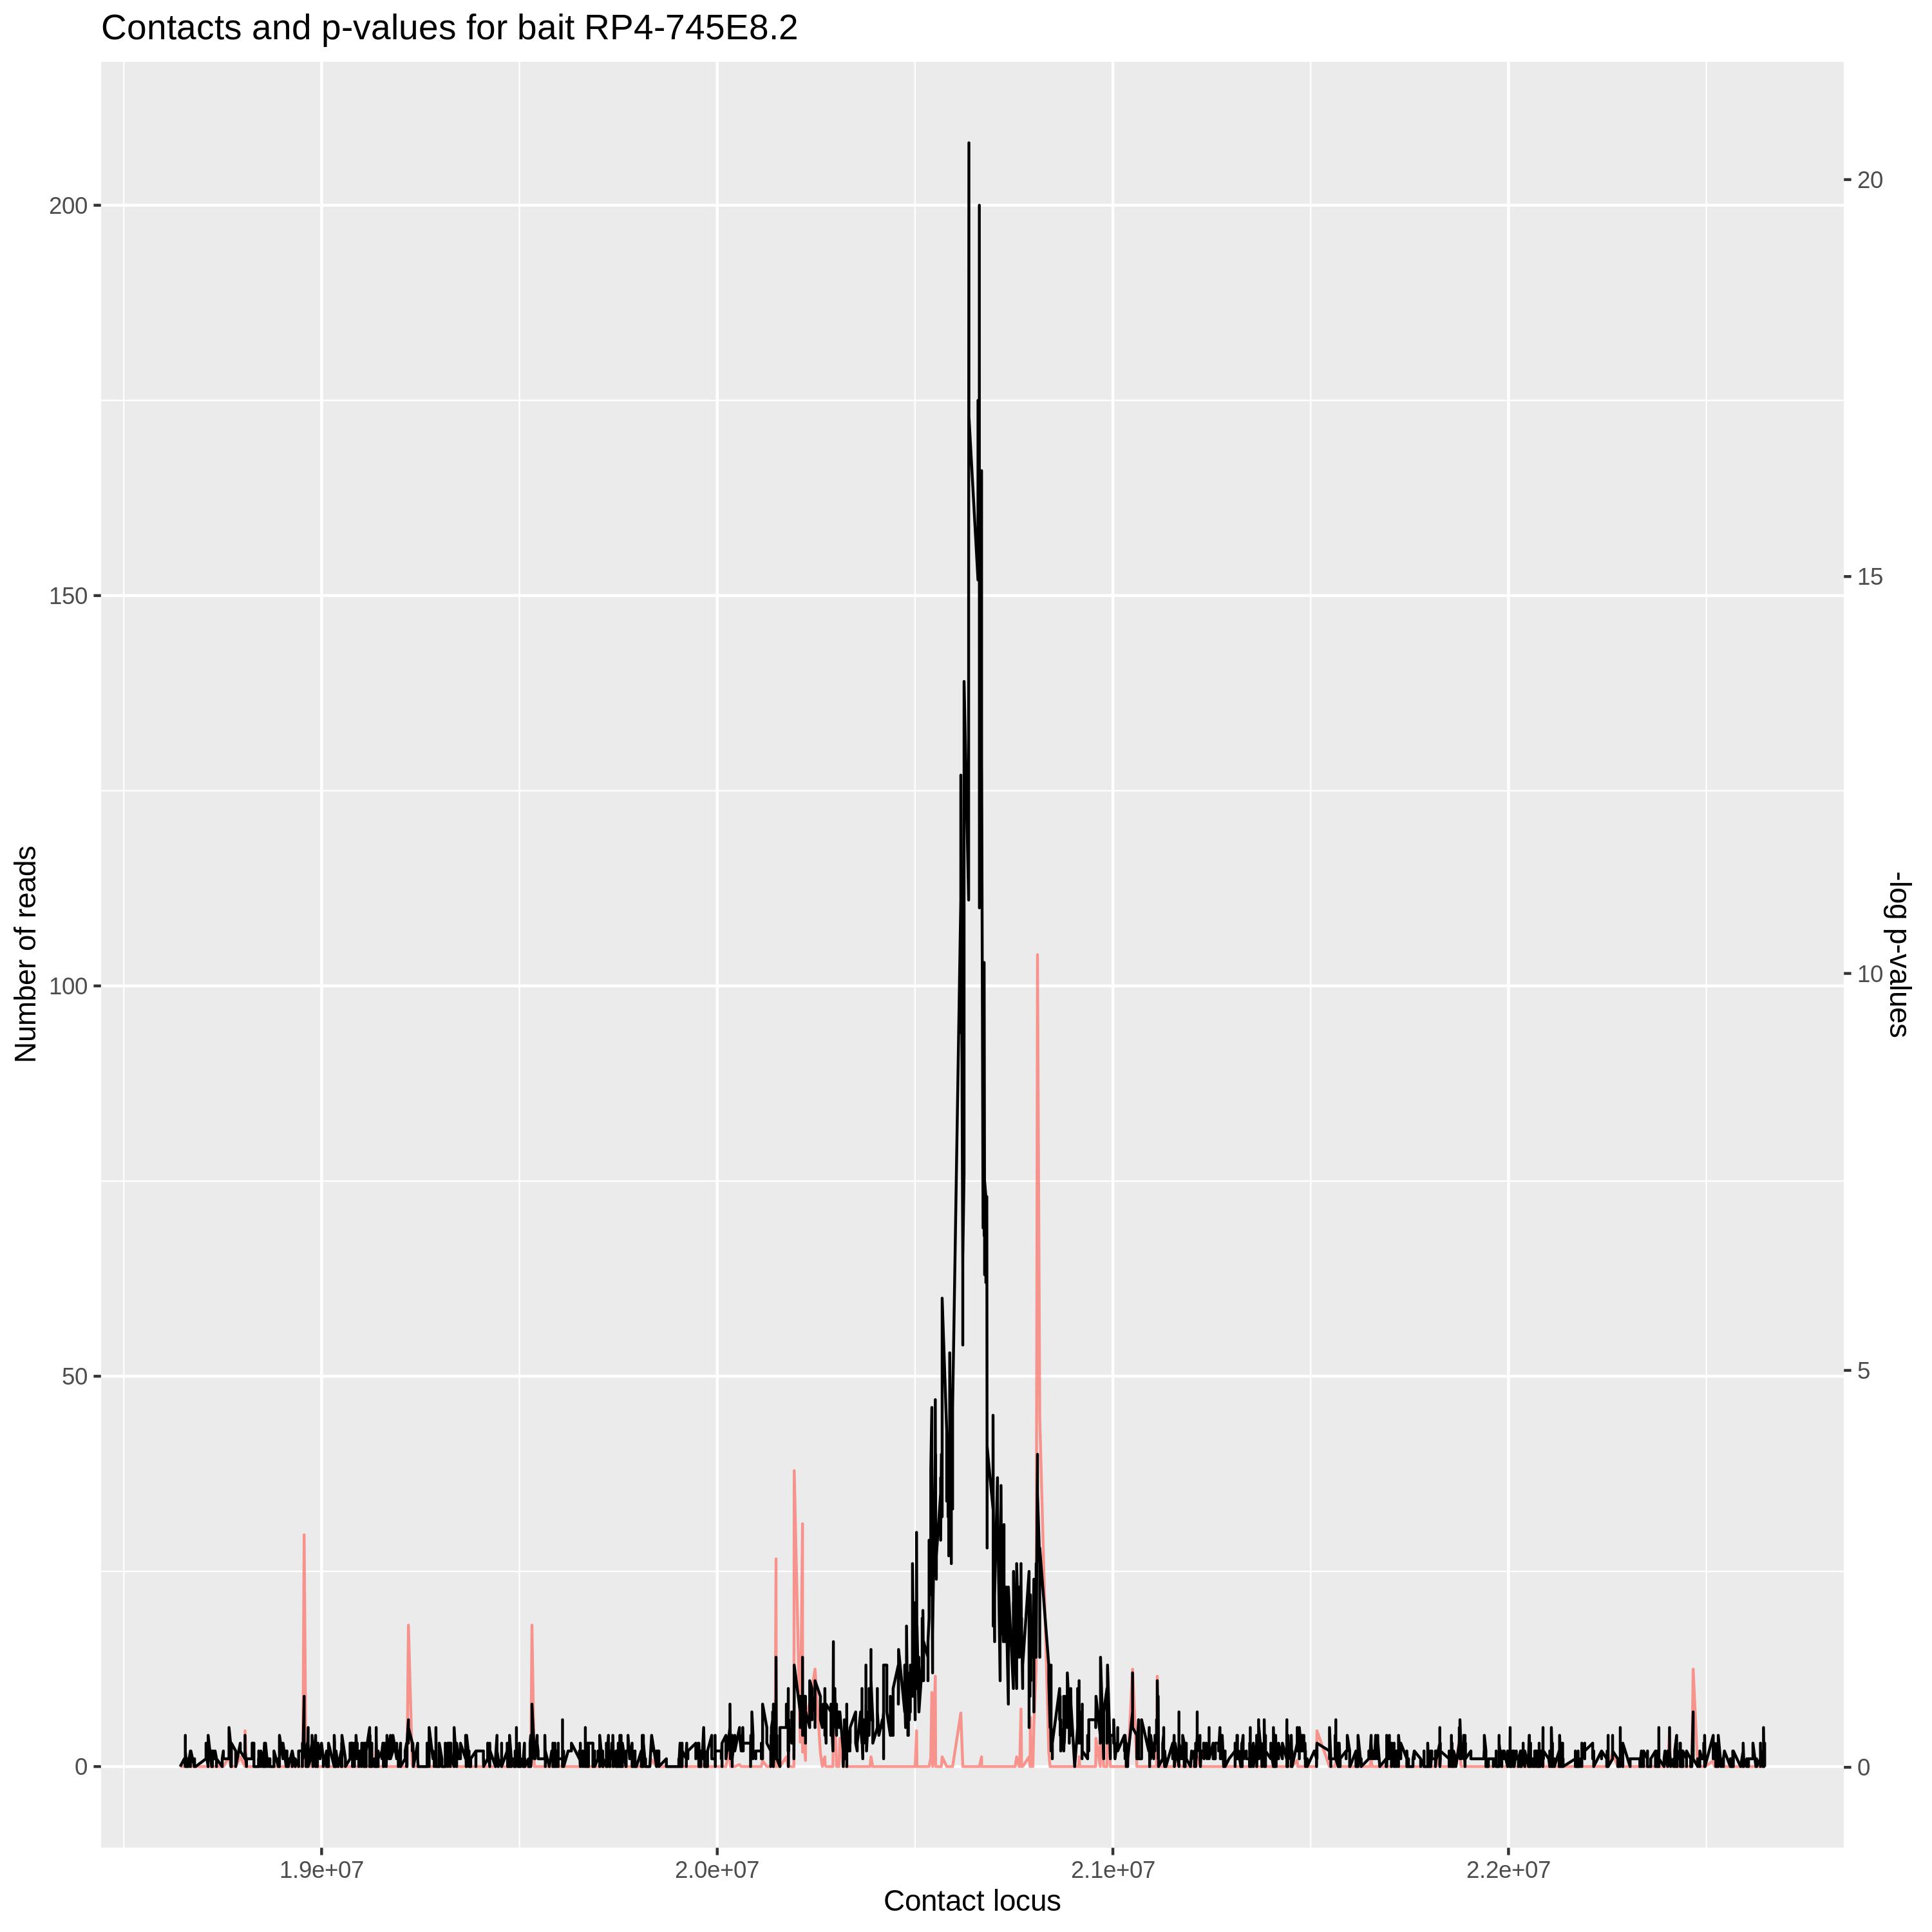 Contacts and p-values for bait RP4-745E8.2
200
150
100
50
0
Number of reads
20
15
10
5
0
-log p-values
1.9e+07
2.0e+07
2.1e+07
2.2e+07
Contact locus